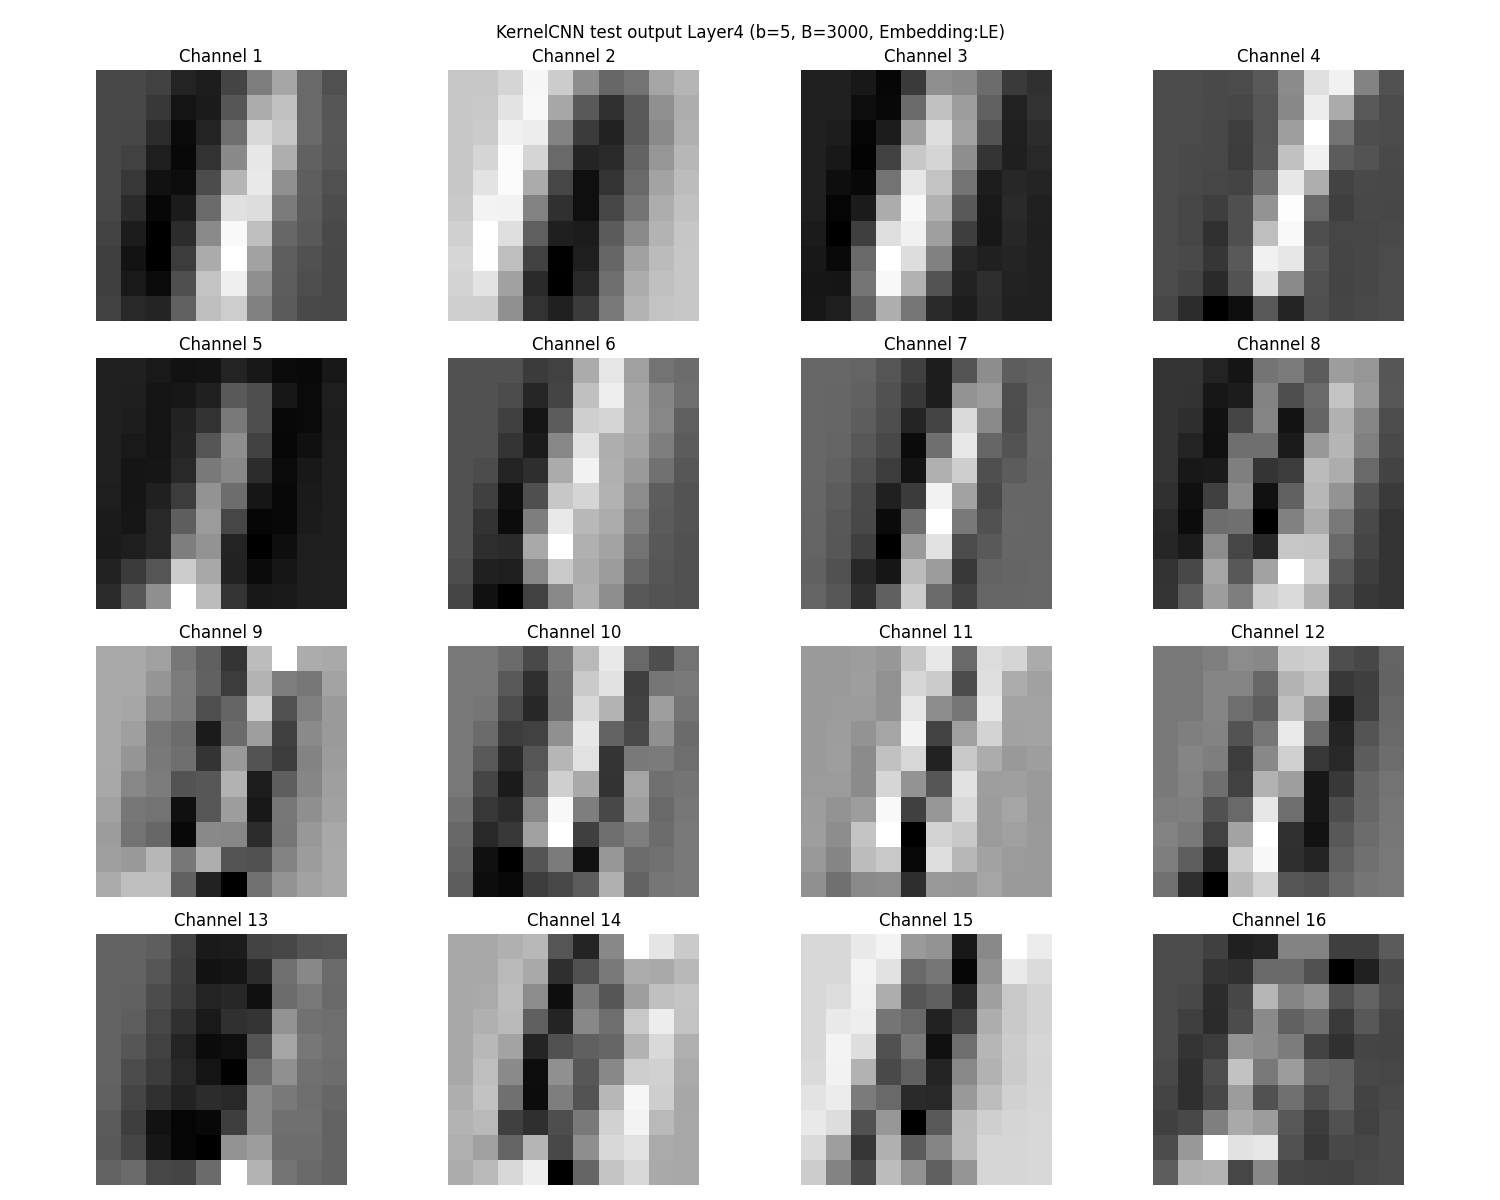 KernelCNN test output Layer4 (b=5, B=3000, Embedding:LE)
Channel 1
Channel 2
Channel 3
Channel 4
Channel 5
Channel 6
Channel 7
Channel 8
Channel 9
Channel 10
Channel 11
Channel 12
Channel 13
Channel 14
Channel 15
Channel 16